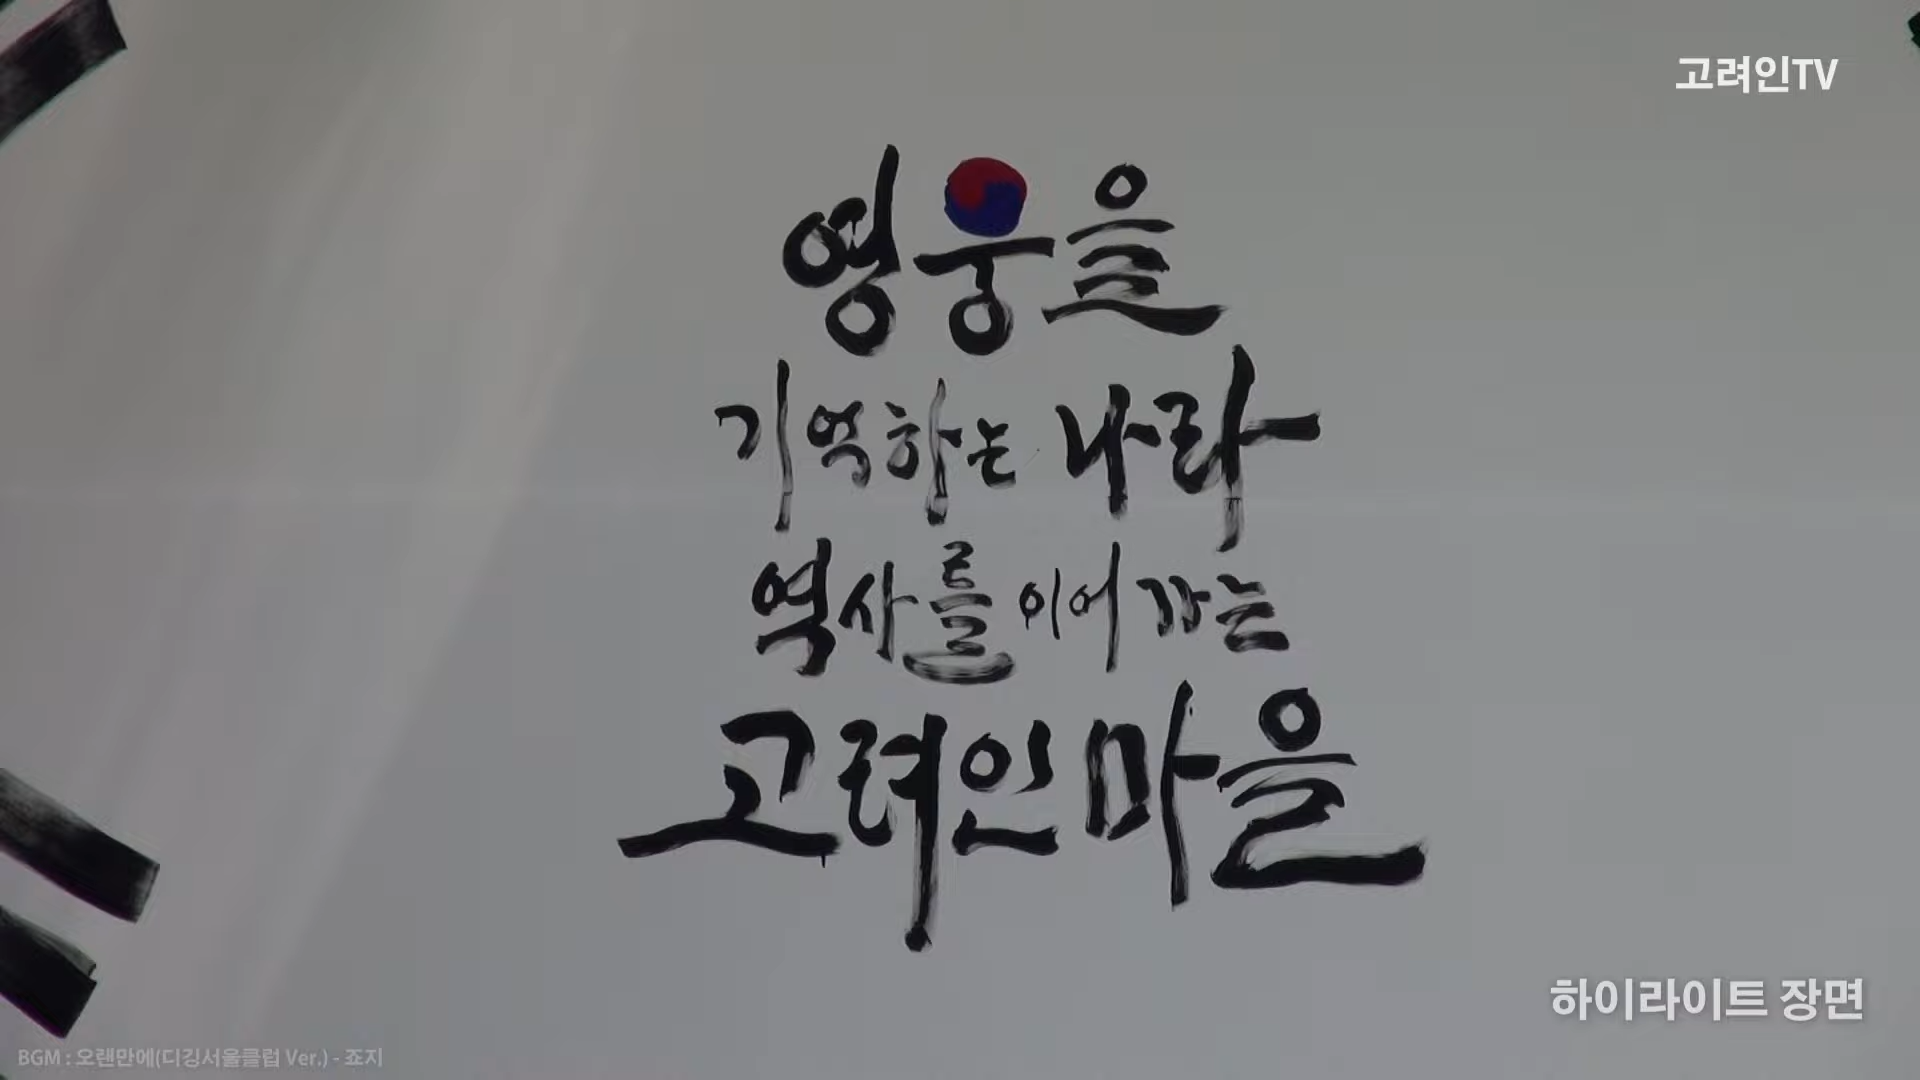 고려인TV
영웅을
기억하는 나라
역사를 이어 가는
고려인마을
하이라이트 장면
BGM : 오랜만에(디깅서울클럽 Ver.) - 죠지